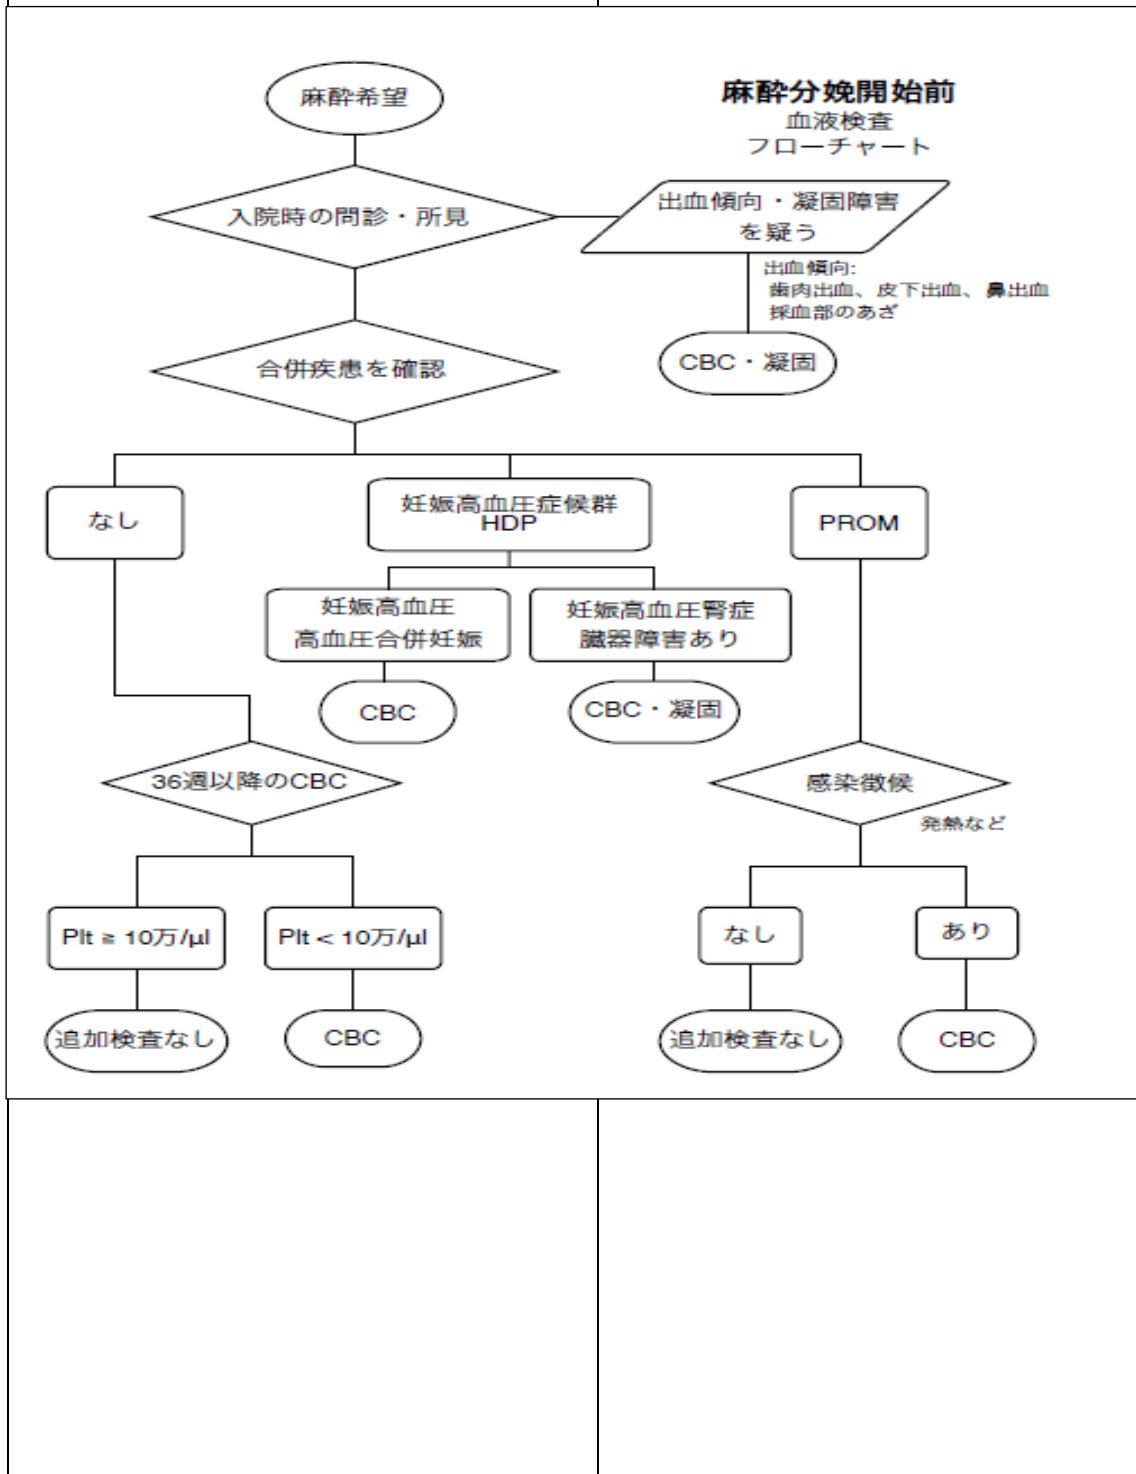 麻酔希望
麻酔分娩開始前
血液検査
フローチャート
入院時の問診・所見
出血傾向・凝固障害
を疑う
出血傾向:
歯肉出血、皮下出血、鼻出血
採血部のあざ
CBC・凝固
合併疾患を確認
なし
妊娠高血圧症候群
HDP
PROM
妊娠高血圧
高血圧合併妊娠
妊娠高血圧腎症
臓器障害あり
CBC
CBC・凝固
36週以降のCBC
感染徴候
発熱など
Plt ≧ 10万/μl
Plt < 10万/μl
なし
あり
追加検査なし
CBC
追加検査なし
CBC